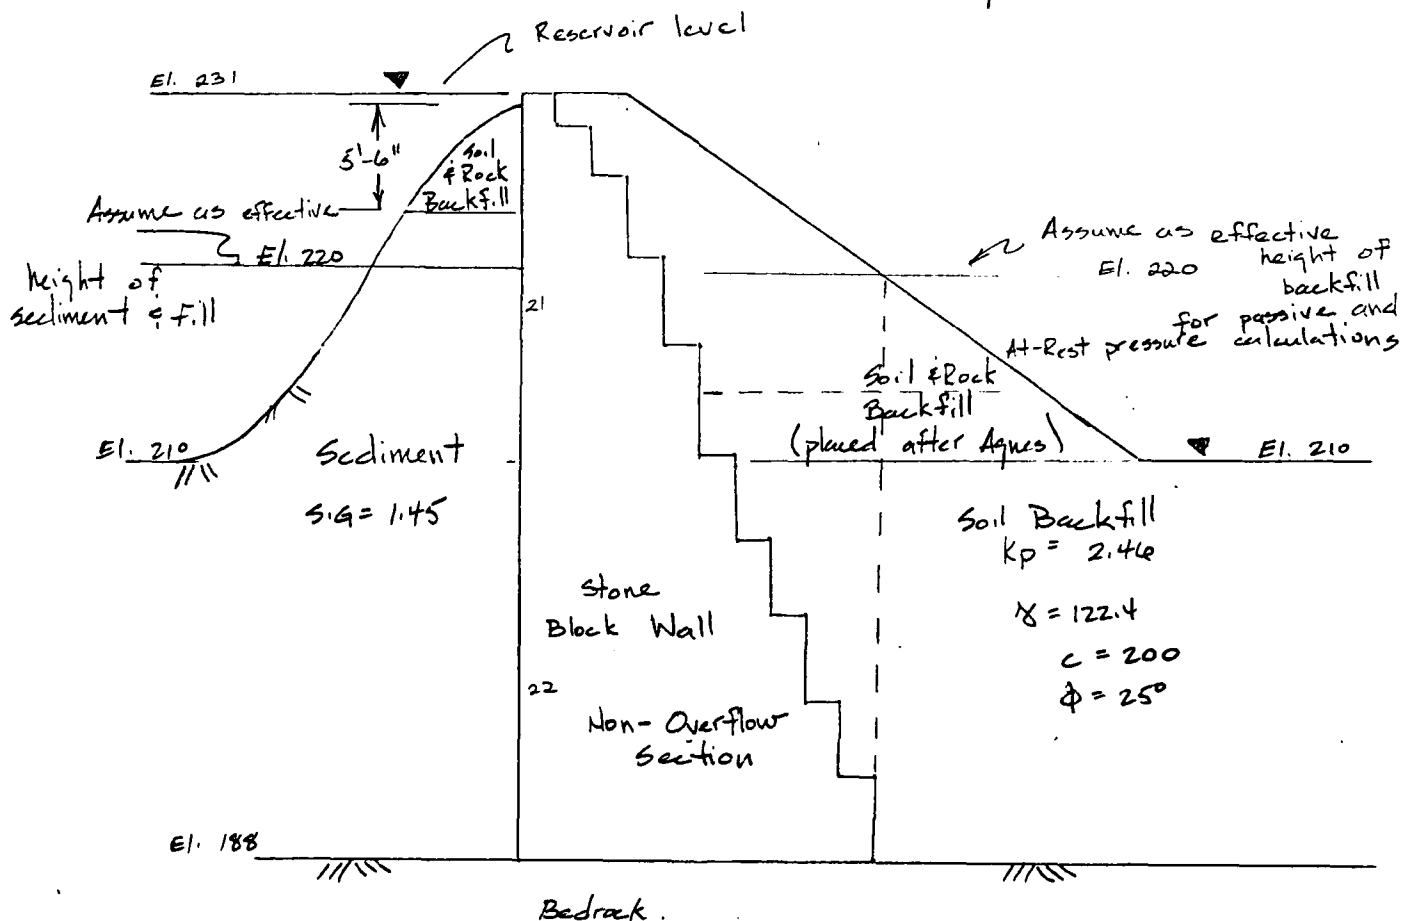 Reservoir level
El. 231
5'-6"
Soil
& Rock
Backfill
Assume as effective
El. 220
height of
sediment & fill
21
Assume as effective
El. 220 height of
backfill
for passive and
At-Rest pressure calculations
Soil & Rock
Backfill
(placed after Agnes)
El. 210
Sediment
S.G = 1.45
El. 210
Soil Backfill
Kp = 2.46
γ = 122.4
c = 200
φ = 25°
Stone
Block Wall
22
Non-Overflow
Section
El. 188
Bedrock.